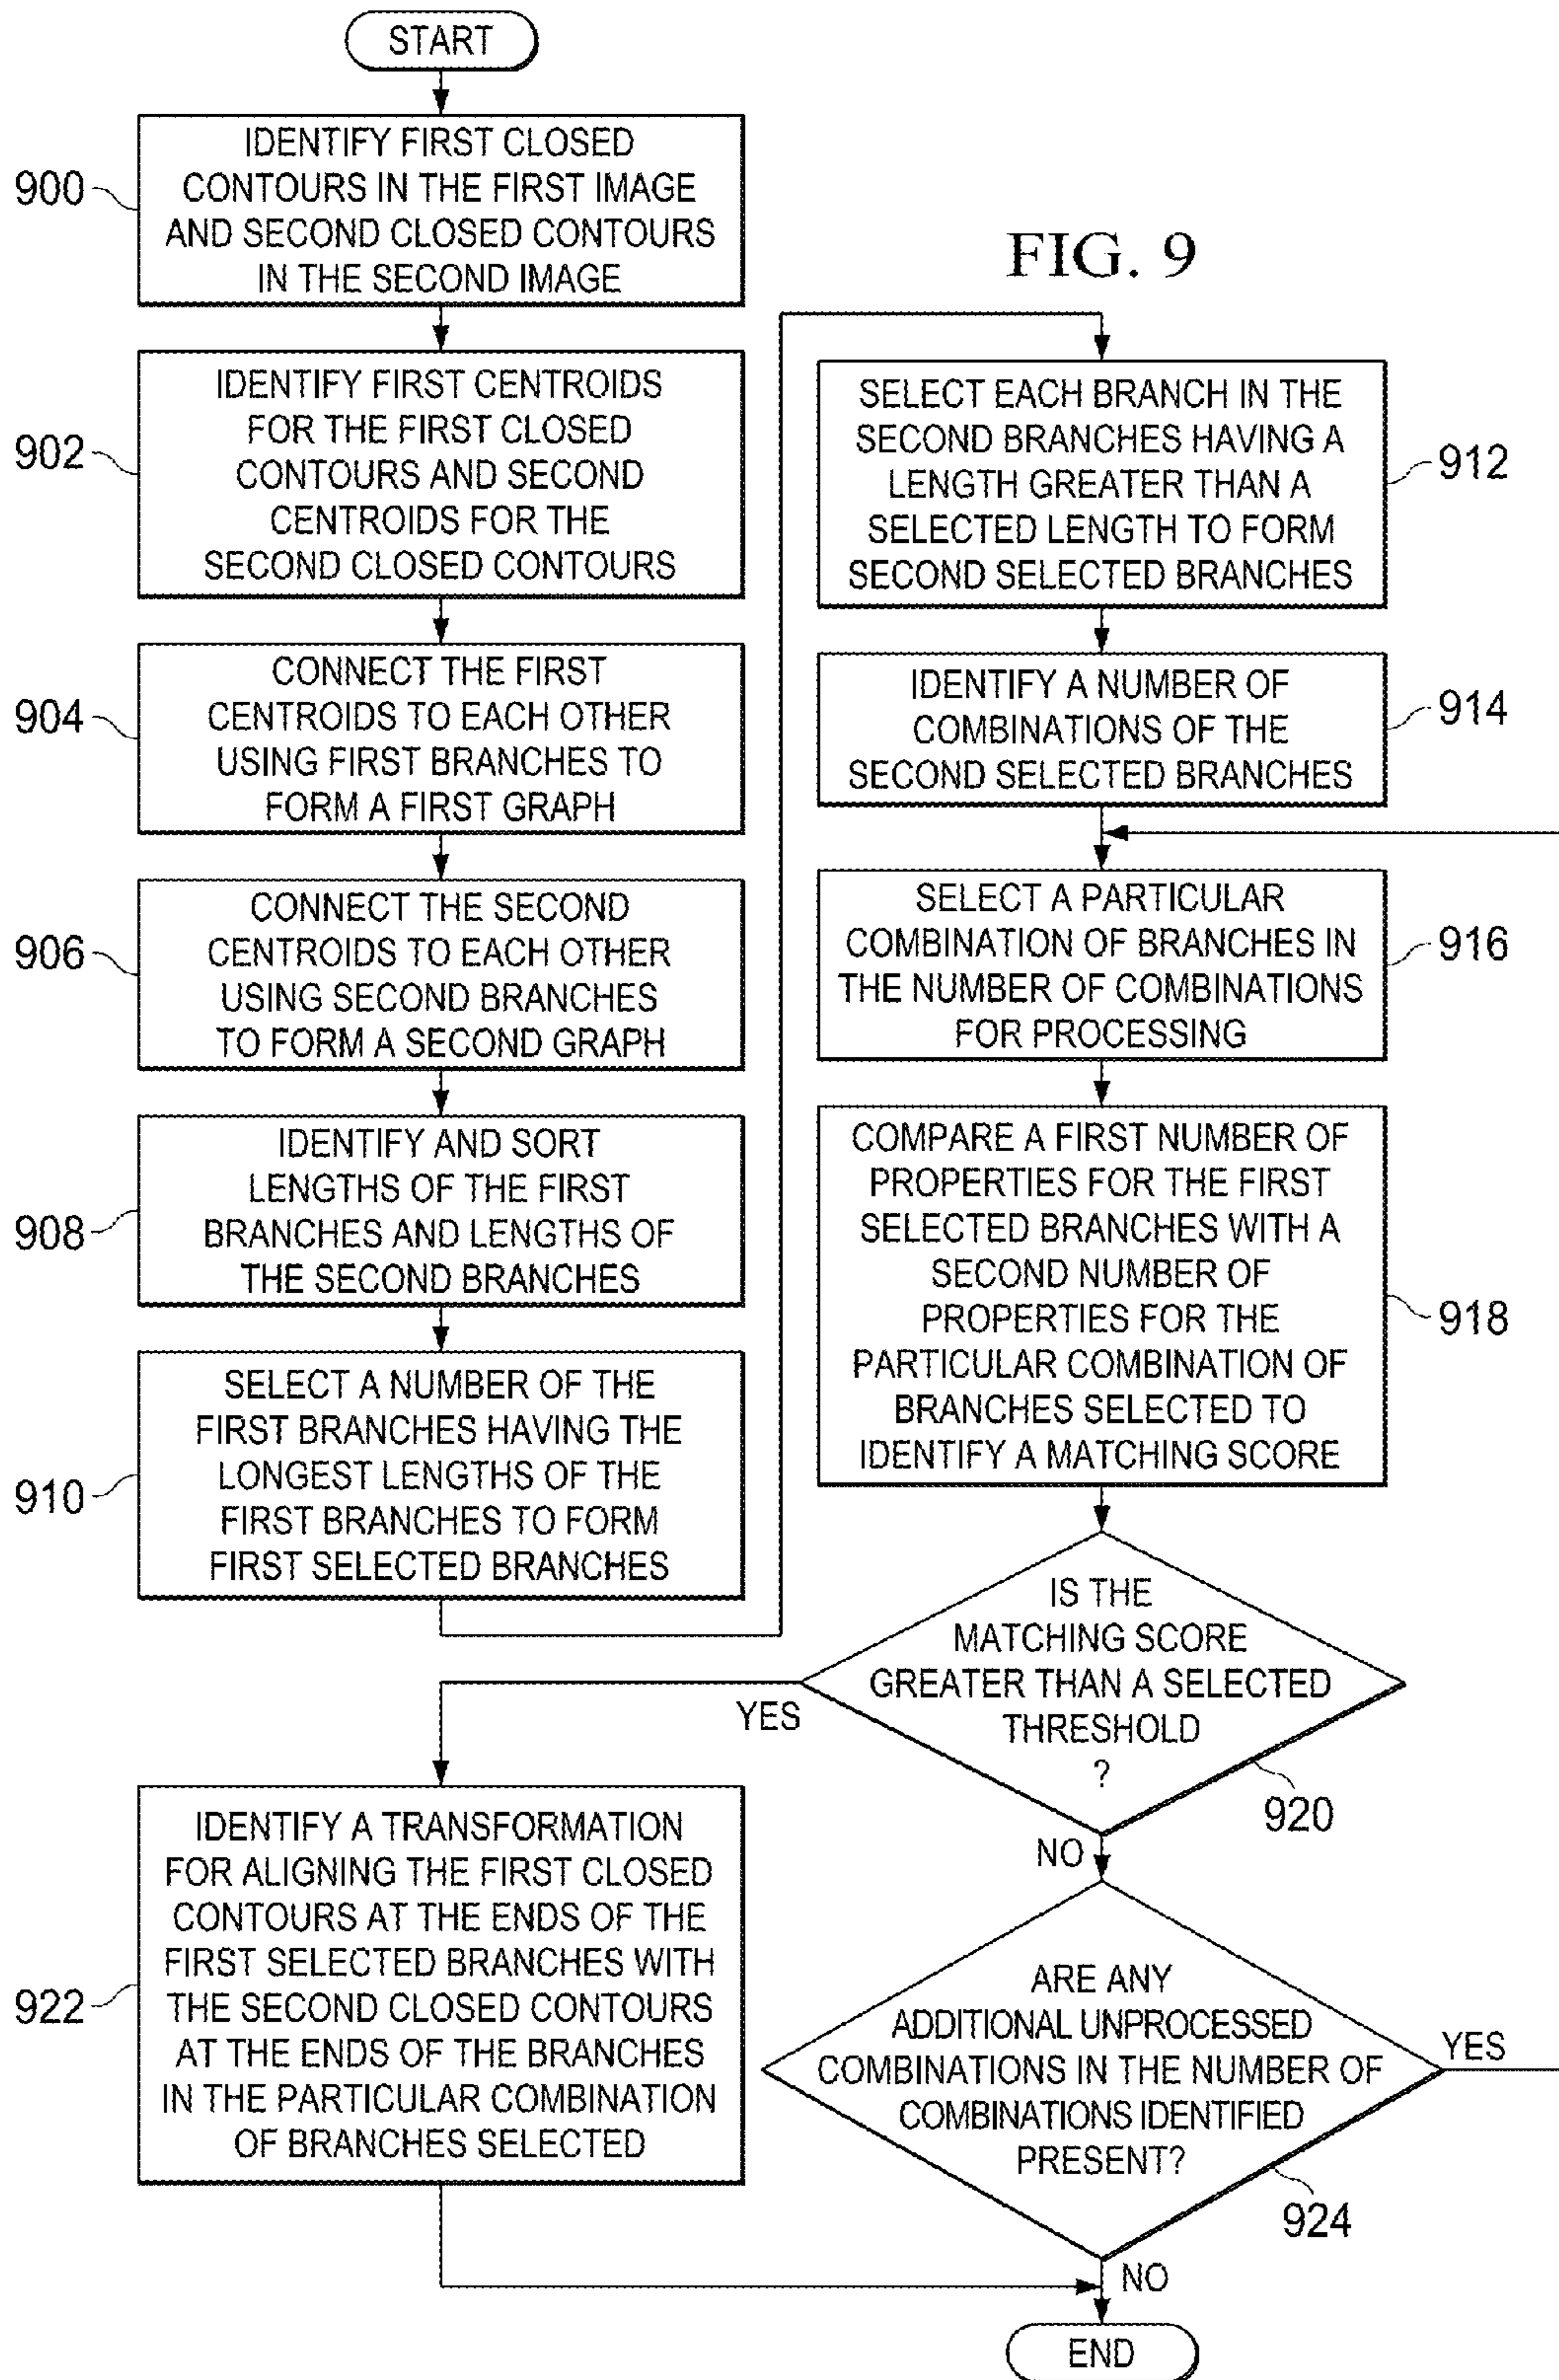 START
900
IDENTIFY FIRST CLOSED
CONTOURS IN THE FIRST IMAGE
AND SECOND CLOSED CONTOURS
IN THE SECOND IMAGE
902
IDENTIFY FIRST CENTROIDS
FOR THE FIRST CLOSED
CONTOURS AND SECOND
CENTROIDS FOR THE
SECOND CLOSED CONTOURS
904
CONNECT THE FIRST
CENTROIDS TO EACH OTHER
USING FIRST BRANCHES TO
FORM A FIRST GRAPH
906
CONNECT THE SECOND
CENTROIDS TO EACH OTHER
USING SECOND BRANCHES
TO FORM A SECOND GRAPH
908
IDENTIFY AND SORT
LENGTHS OF THE FIRST
BRANCHES AND LENGTHS OF
THE SECOND BRANCHES
910
SELECT A NUMBER OF THE
FIRST BRANCHES HAVING THE
LONGEST LENGTHS OF THE
FIRST BRANCHES TO FORM
FIRST SELECTED BRANCHES
FIG. 9
SELECT EACH BRANCH IN THE
SECOND BRANCHES HAVING A
LENGTH GREATER THAN A
SELECTED LENGTH TO FORM
SECOND SELECTED BRANCHES
912
IDENTIFY A NUMBER OF
COMBINATIONS OF THE
SECOND SELECTED BRANCHES
914
SELECT A PARTICULAR
COMBINATION OF BRANCHES IN
THE NUMBER OF COMBINATIONS
FOR PROCESSING
916
COMPARE A FIRST NUMBER OF
PROPERTIES FOR THE FIRST
SELECTED BRANCHES WITH A
SECOND NUMBER OF
PROPERTIES FOR THE
PARTICULAR COMBINATION OF
BRANCHES SELECTED TO
IDENTIFY A MATCHING SCORE
918
IS THE
MATCHING SCORE
GREATER THAN A SELECTED
THRESHOLD
?
920
YES
NO
922
IDENTIFY A TRANSFORMATION
FOR ALIGNING THE FIRST CLOSED
CONTOURS AT THE ENDS OF THE
FIRST SELECTED BRANCHES WITH
THE SECOND CLOSED CONTOURS
AT THE ENDS OF THE BRANCHES
IN THE PARTICULAR COMBINATION
OF BRANCHES SELECTED
ARE ANY
ADDITIONAL UNPROCESSED
COMBINATIONS IN THE NUMBER OF
COMBINATIONS IDENTIFIED
PRESENT?
YES
924
NO
END